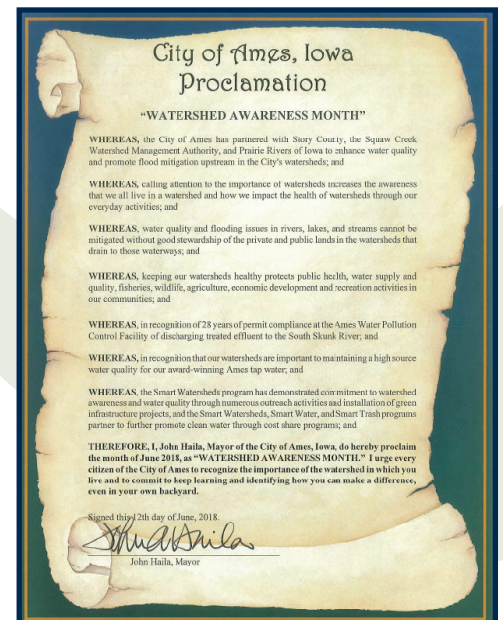 City of Ames, Iowa
Proclamation
"WATERSHED AWARENESS MONTH"
WHEREAS, the City of Ames has partnered with Story County, the Squaw Creek
Watershed Management Authority, and Prairie Rivers of Iowa to enhance water quality
and promote flood mitigation upstream in the City's watersheds; and
WHEREAS, calling attention to the importance of watersheds increases the awareness
that we all live in a watershed and how we impact the health of watersheds through our
everyday activities; and
WHEREAS, water quality and flooding issues in rivers, lakes, and streams cannot be
mitigated without good stewardship of the private and public lands in the watersheds that
drain to those waterways; and
WHEREAS, keeping our watersheds healthy protects public health, water supply and
quality, fisheries, wildlife, agriculture, economic development and recreation activities in
our communities; and
WHEREAS, in recognition of 28 years of permit compliance at the Ames Water Pollution
Control Facility of discharging treated effluent to the South Skunk River; and
WHEREAS, in recognition that our watersheds are important to maintaining a high source
water quality for our award-winning Ames tap water; and
WHEREAS, the Smart Watersheds program has demonstrated commitment to watershed
awareness and water quality through numerous outreach activities and installation of green
infrastructure projects, and the Smart Watersheds, Smart Water, and Smart Trash programs
partner to further promote clean water through cost share programs; and
THEREFORE, I, John Haila, Mayor of the City of Ames, Iowa, do hereby proclaim
the month of June 2018, as "WATERSHED AWARENESS MONTH." I urge every
citizen of the City of Ames to recognize the importance of the watershed in which you
live and to commit to keep learning and identifying how you can make a difference,
even in your own backyard.
Signed this 12th day of June, 2018.
John A Haila
John Haila, Mayor